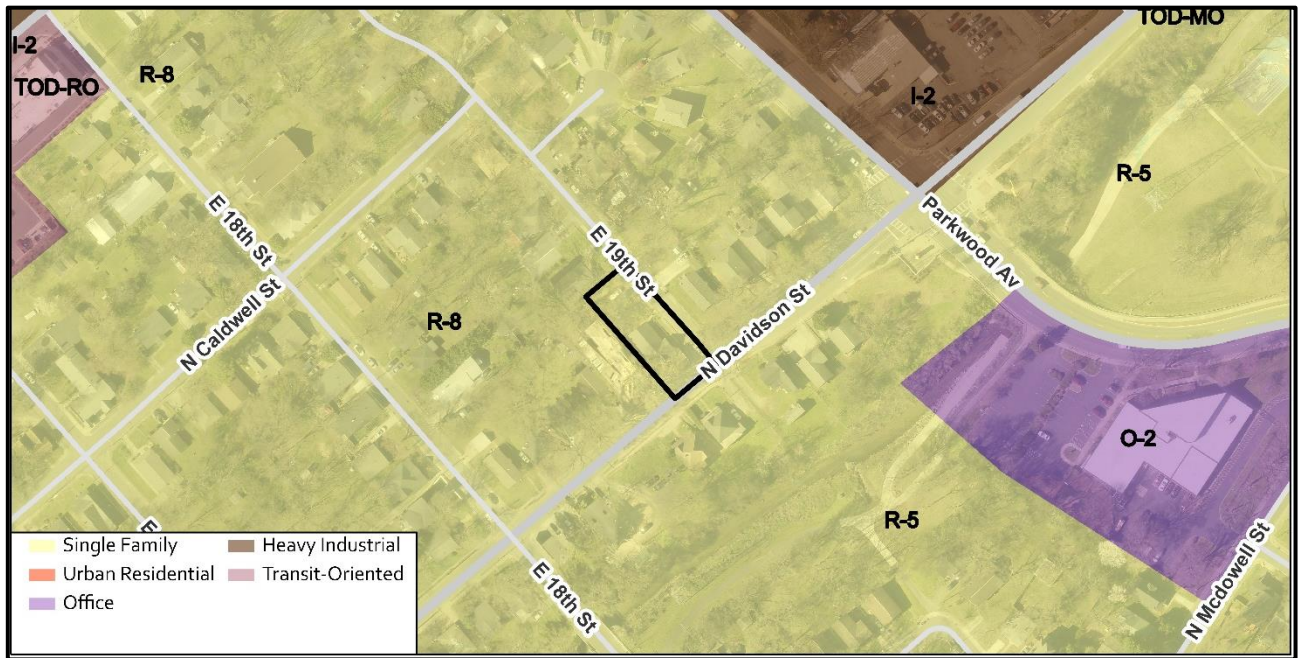 TOD-MO
I-2
R-8
TOD-RO
I-2
R-5
E 18th St
E 19th St
Parkwood Av
N Caldwell St
R-8
N Davidson St
O-2
R-5
E
E 18th St
N Mcdowell St
Single Family
Heavy Industrial
Urban Residential
Transit-Oriented
Office